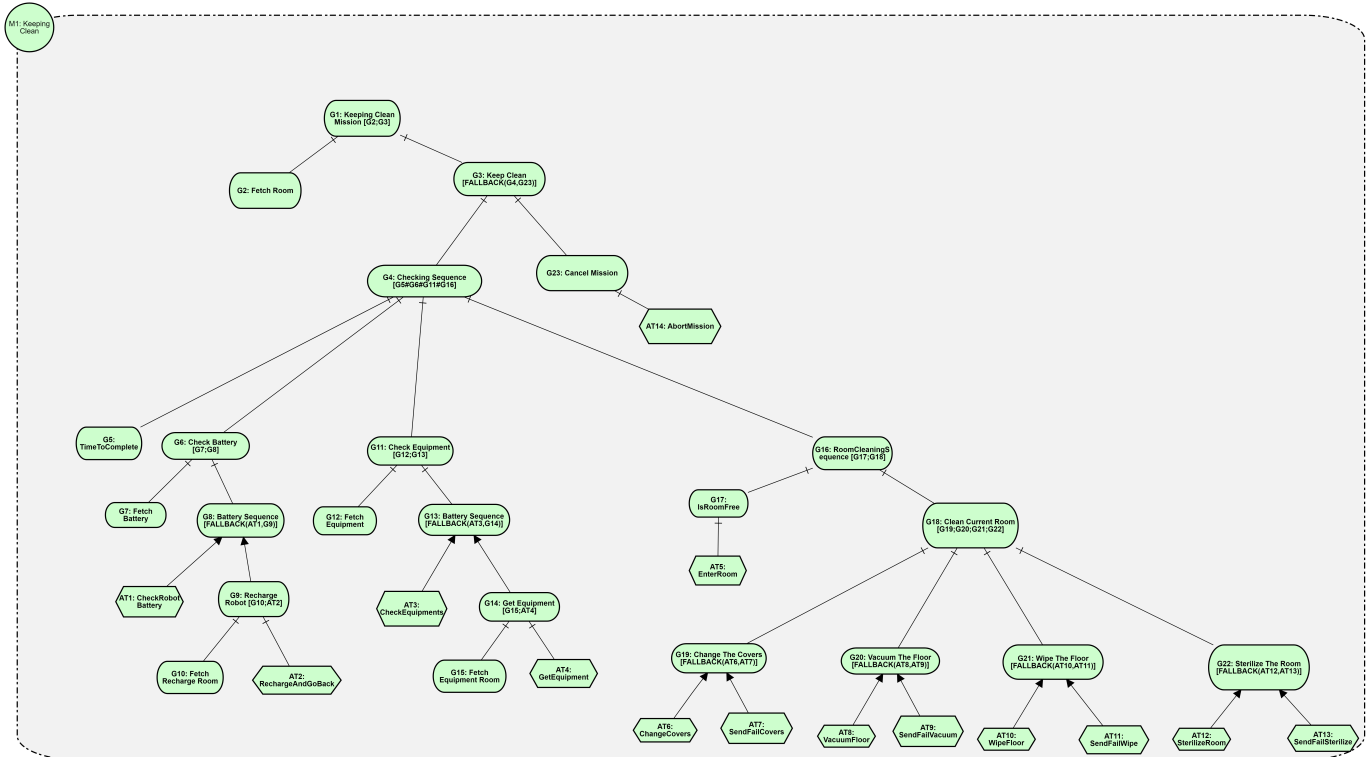 M1: Keeping
Clean
G1: Keeping Clean
Mission [G2;G3]
G2: Fetch Room
G3: Keep Clean
[FALLBACK(G4,G23)]
G4: Checking Sequence
[G5#G6#G11#G16]
G23: Cancel Mission
AT14: AbortMission
G5:
TimeToComplete
G6: Check Battery
[G7;G8]
G11: Check Equipment
[G12;G13]
G16: RoomCleaningS
equence [G17;G18]
G7: Fetch
Battery
G8: Battery Sequence
[FALLBACK(AT1,G9)]
G12: Fetch
Equipment
G13: Battery Sequence
[FALLBACK(AT3,G14)]
G17:
IsRoomFree
G18: Clean Current Room
[G19;G20;G21;G22]
AT1: CheckRobot
Battery
G9: Recharge
Robot [G10;AT2]
AT3:
CheckEquipments
G14: Get Equipment
[G15;AT4]
AT5:
EnterRoom
G10: Fetch
Recharge Room
AT2:
RechargeAndGoBack
G15: Fetch
Equipment Room
AT4:
GetEquipment
G19: Change The Covers
[FALLBACK(AT6,AT7)]
G20: Vacuum The Floor
[FALLBACK(AT8,AT9)]
G21: Wipe The Floor
[FALLBACK(AT10,AT11)]
G22: Sterilize The Room
[FALLBACK(AT12,AT13)]
AT6:
ChangeCovers
AT7:
SendFailCovers
AT8:
VacuumFloor
AT9:
SendFailVacuum
AT10:
WipeFloor
AT11:
SendFailWipe
AT12:
SterilizeRoom
AT13:
SendFailSterilize